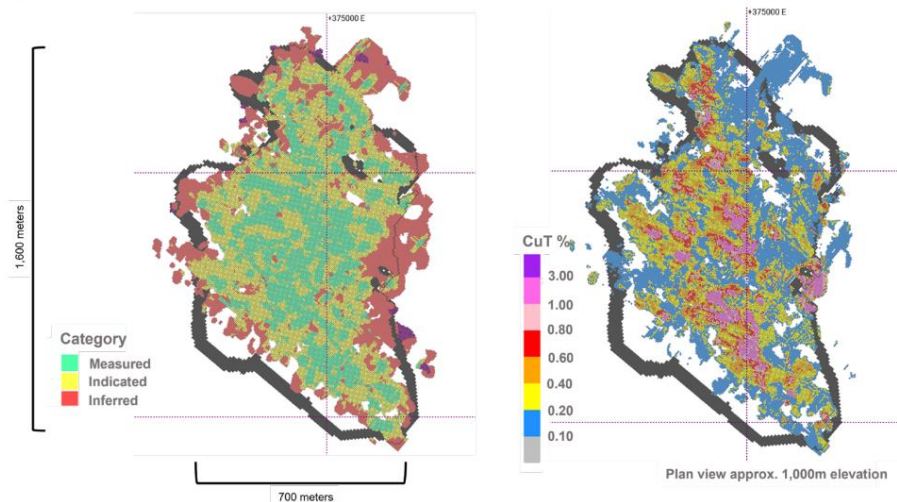 +375000 E
1,600 meters
Category
Measured
Indicated
Inferred
700 meters
+375000 E
CuT %
3.00
1.00
0.80
0.60
0.40
0.20
0.10
Plan view approx. 1,000m elevation